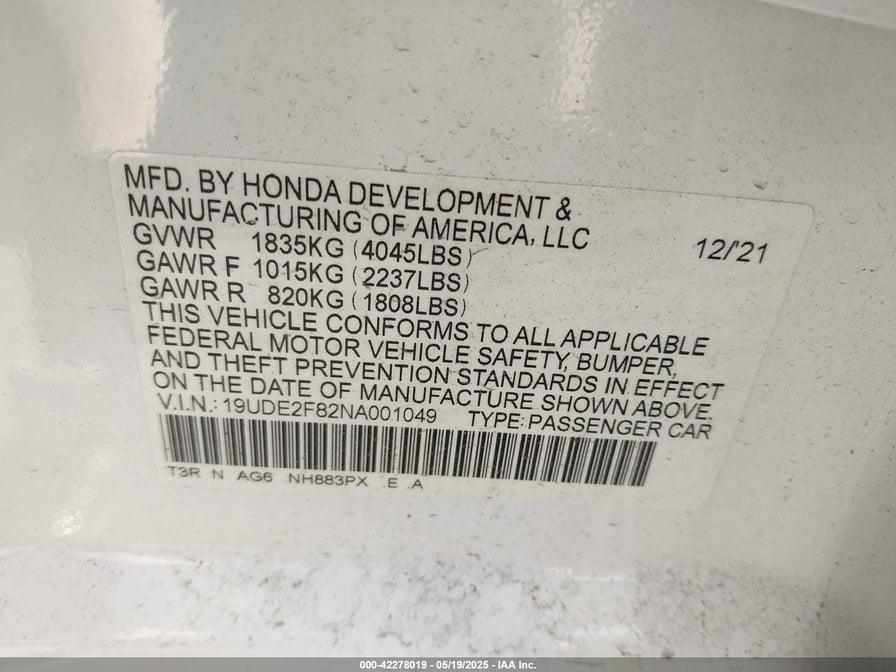 MFD. BY HONDA DEVELOPMENT &
MANUFACTURING OF AMERICA, LLC
12/'21
GVWR 1835KG (4045LBS)
GAWR F 1015KG (2237LBS)
GAWR R 820KG (1808LBS)
THIS VEHICLE CONFORMS TO ALL APPLICABLE
FEDERAL MOTOR VEHICLE SAFETY, BUMPER,
AND THEFT PREVENTION STANDARDS IN EFFECT
ON THE DATE OF MANUFACTURE SHOWN ABOVE.
V.I.N.: 19UDE2F82NA001049 TYPE: PASSENGER CAR
T3R N AG6 NH883PX E A
000-42278019 - 05/19/2025 - IAA Inc.